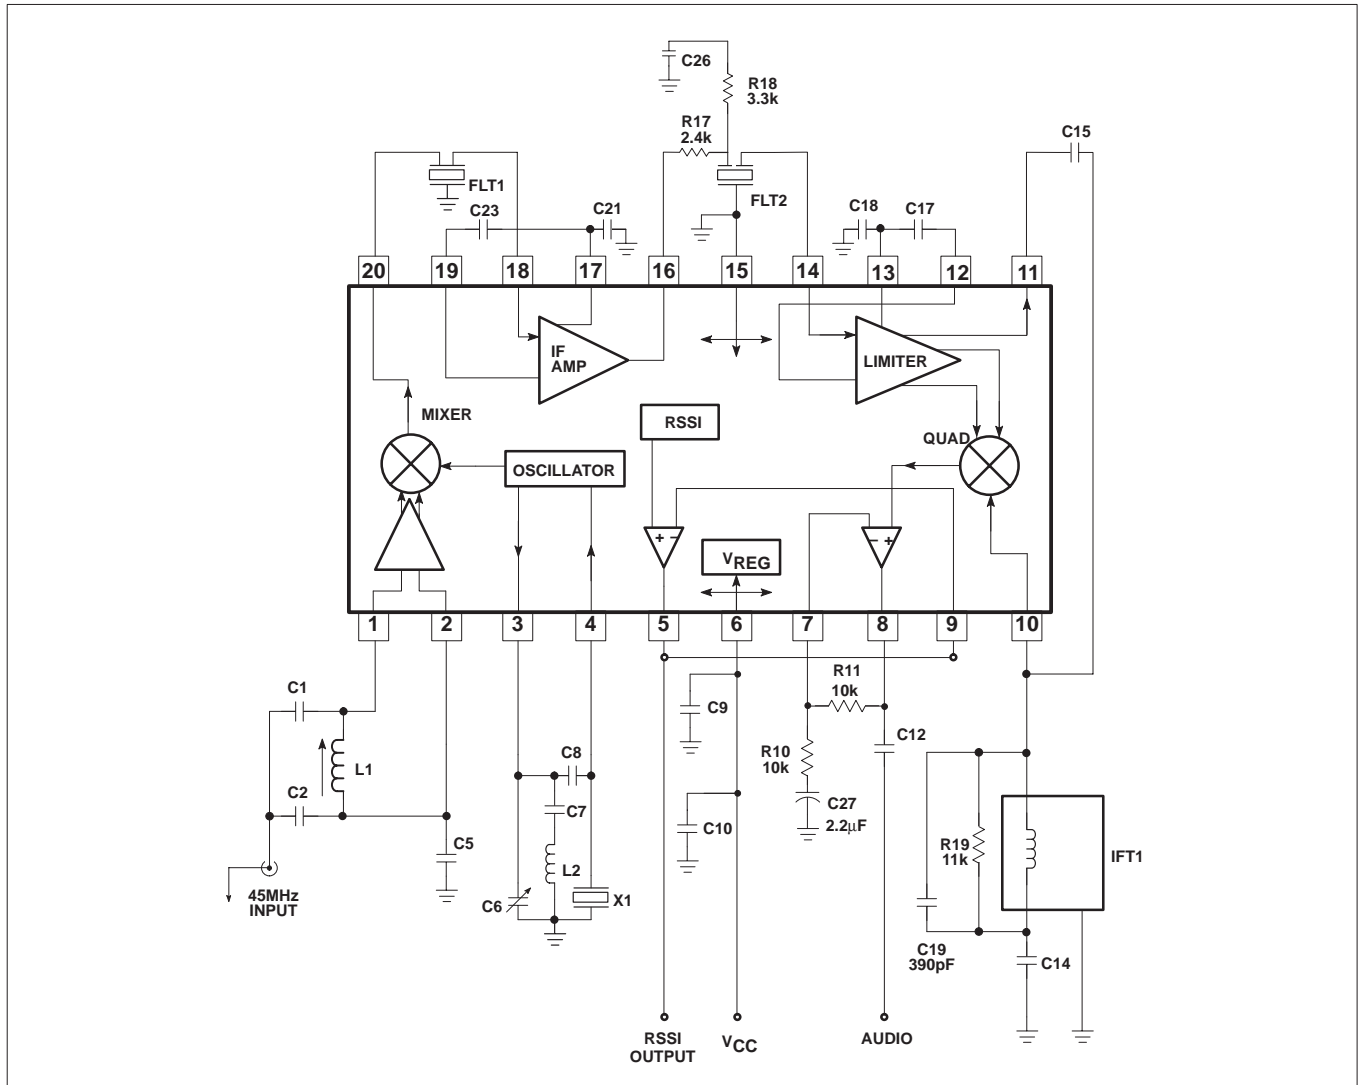 C26
R18
3.3k
R17
2.4k
C15
FLT1
FLT2
C23
C21
C18
C17
20
19
18
17
16
15
14
13
12
11
IF
AMP
LIMITER
MIXER
RSSI
QUAD
OSCILLATOR
+ −
− +
VREG
1
2
3
4
5
6
7
8
9
10
R11
10k
C1
C9
C12
L1
C8
R10
10k
C2
C7
C27
2.2μF
C10
C5
R19
11k
IFT1
L2
45MHz
INPUT
C6
X1
C19
390pF
C14
RSSI
OUTPUT
VCC
AUDIO